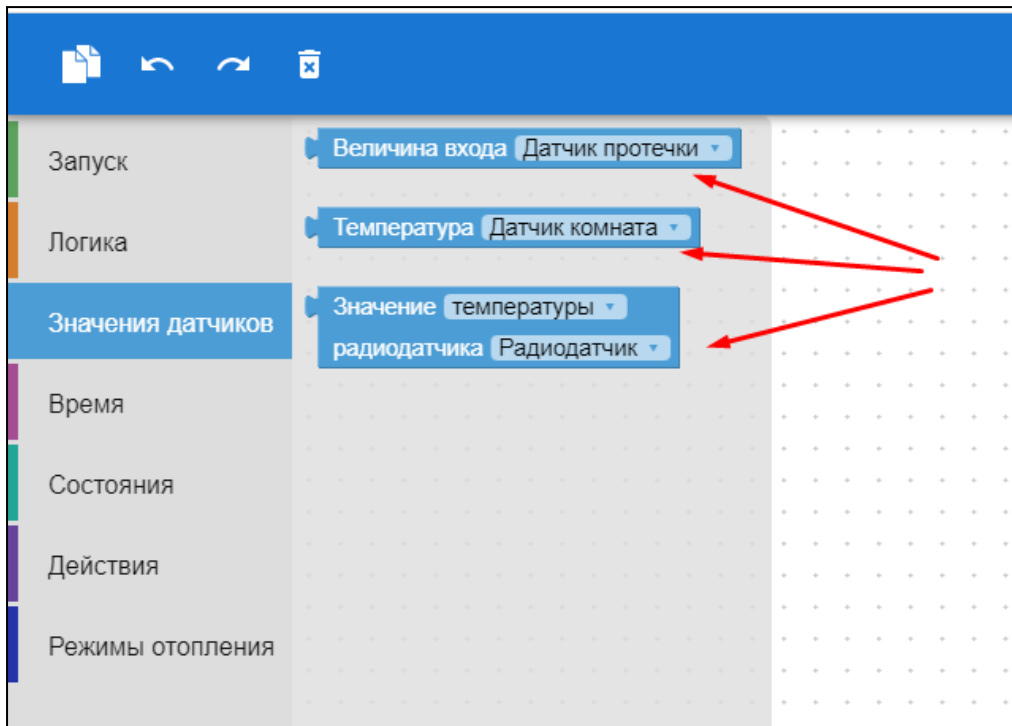 Запуск
Логика
Значения датчиков
Время
Состояния
Действия
Режимы отопления
Величина входа Датчик протечки
Температура Датчик комната
Значение температуры
радиодатчика Радиодатчик